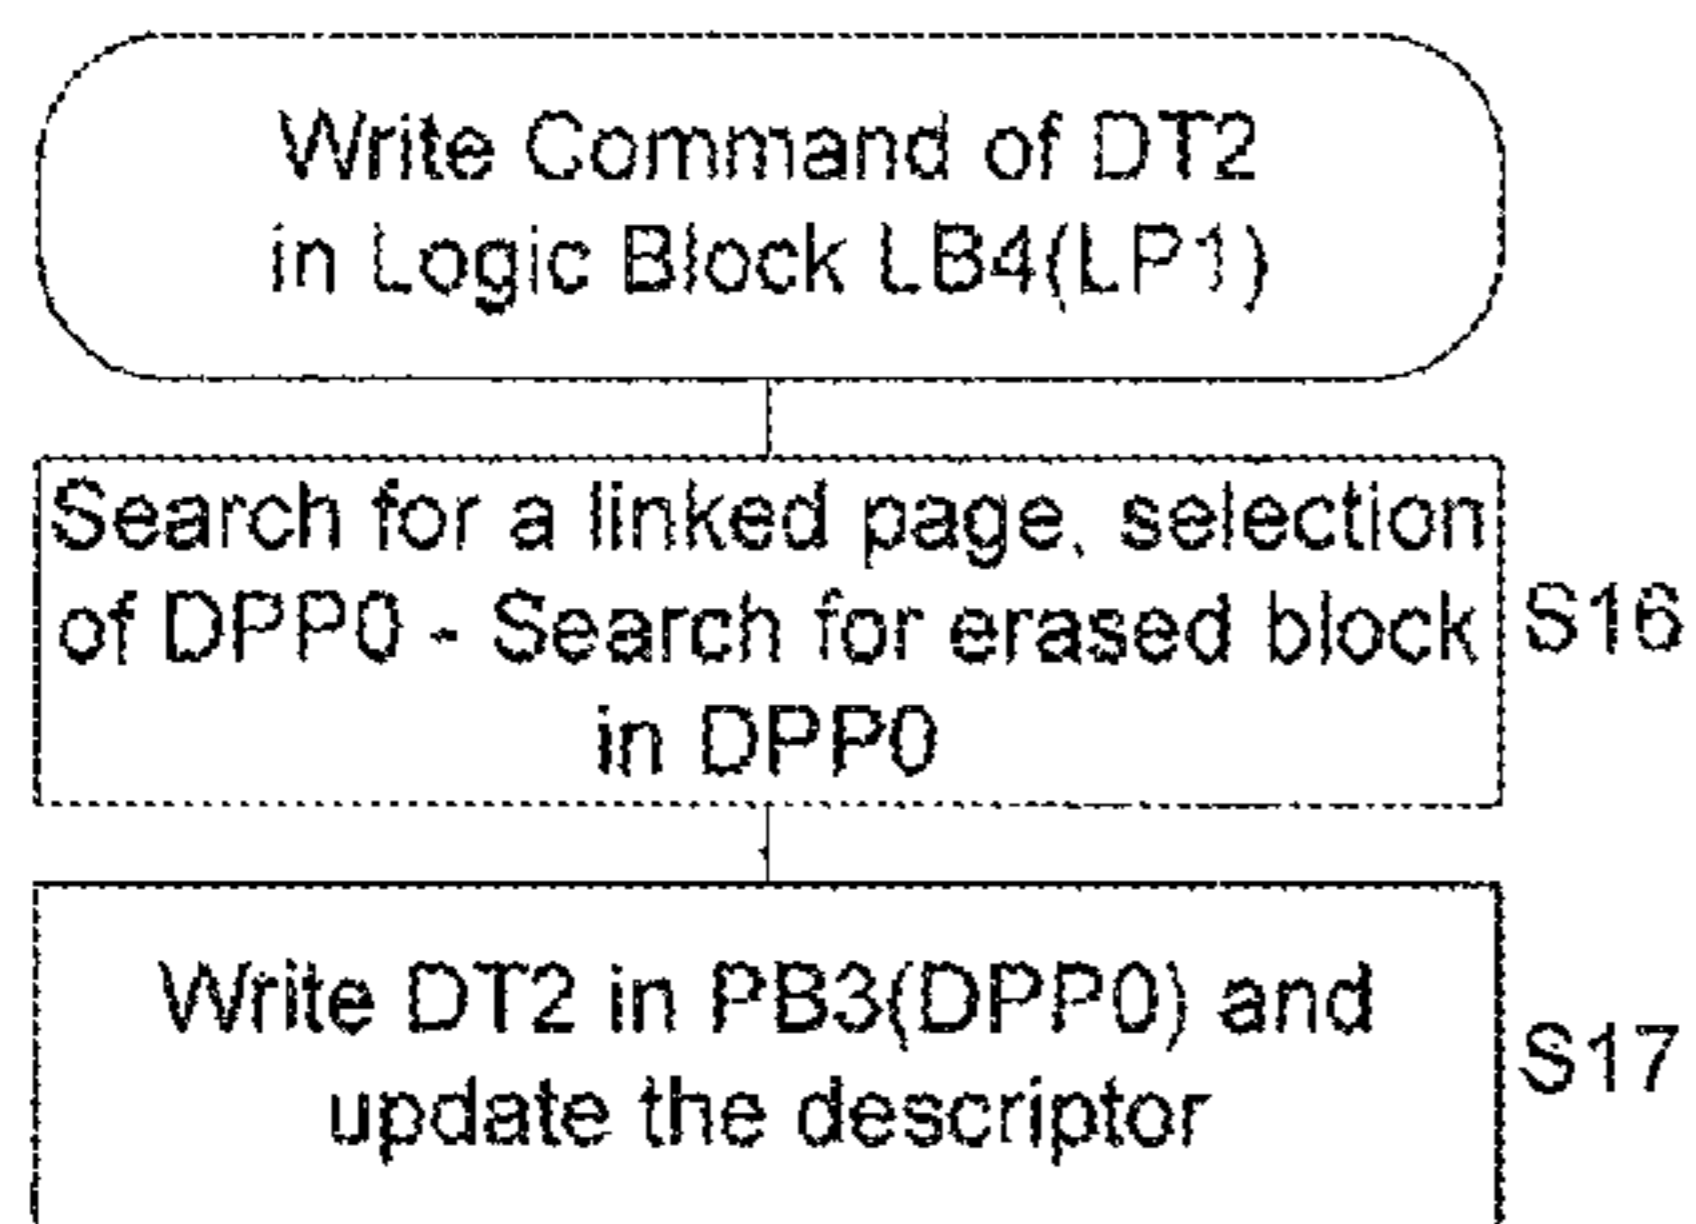 Write Command of DT2
in Logic Block LB4(LP1)
Search for a linked page, selection
of DPP0 - Search for erased block
in DPP0
S16
Write DT2 in PB3(DPP0) and
update the descriptor
S17